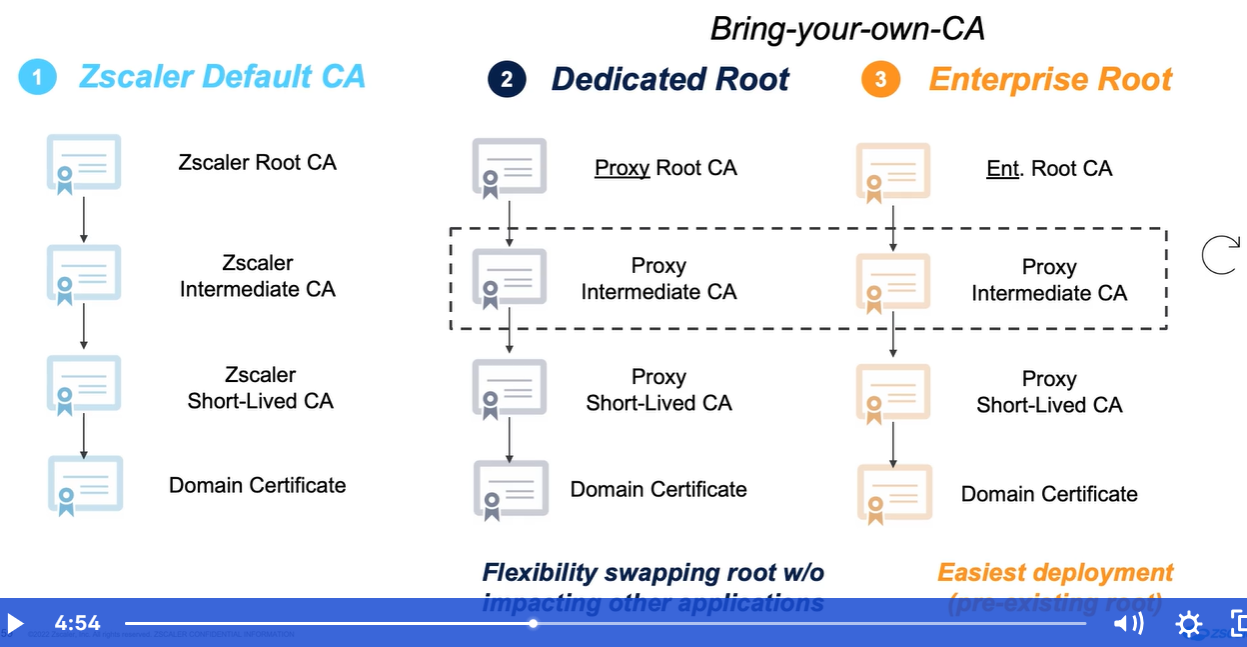 Bring-your-own-CA
1 Zscaler Default CA
2 Dedicated Root
3 Enterprise Root
Zscaler Root CA
Proxy Root CA
Ent. Root CA
Zscaler
Intermediate CA
Proxy
Intermediate CA
Proxy
Intermediate CA
Zscaler
Short-Lived CA
Proxy
Short-Lived CA
Proxy
Short-Lived CA
Domain Certificate
Domain Certificate
Domain Certificate
Flexibility swapping root w/o
impacting other applications
Easiest deployment
(pre-existing root)
4:54
©2022 Zscaler, Inc. All rights reserved. ZSCALER CONFIDENTIAL INFORMATION